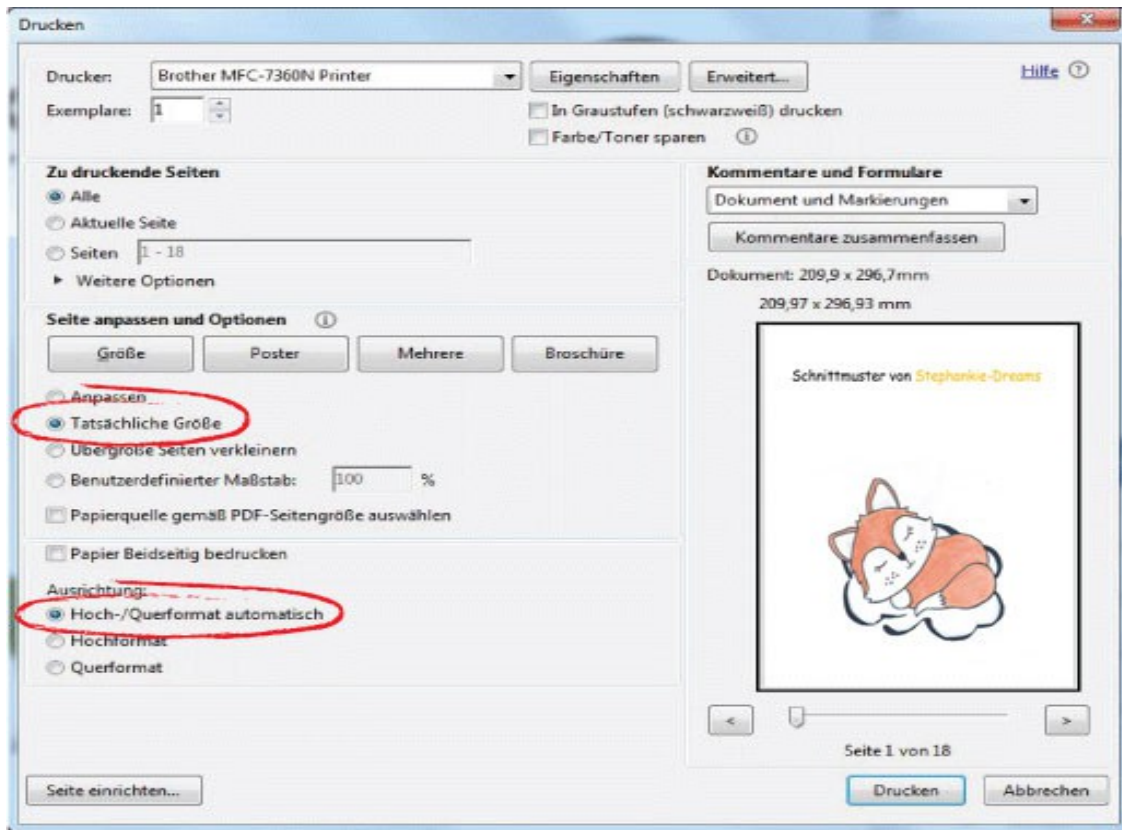 Drucken
Drucker: Brother MFC-7360N Printer Eigenschaften Erweitert... Hilfe
Exemplare: 1 In Graustufen (schwarzweiß) drucken
Farbe/Toner sparen
Zu druckende Seiten
Alle
Aktuelle Seite
Seiten 1 - 18
Weitere Optionen
Kommentare und Formulare
Dokument und Markierungen
Kommentare zusammenfassen
Seite anpassen und Optionen
Größe Poster Mehrere Broschüre
Anpassen
Tatsächliche Größe
Übergroße Seiten verkleinern
Benutzerdefinierter Maßstab: 100 %
Papierquelle gemäß PDF-Seitengröße auswählen
Papier Beidseitig bedrucken
Ausrichtung:
Hoch-/Querformat automatisch
Hochformat
Querformat
Dokument: 209,9 x 296,7mm
209,97 x 296,93 mm
Schnittmuster von Stephankie-Dreams
< >
Seite 1 von 18
Seite einrichten... Drucken Abbrechen